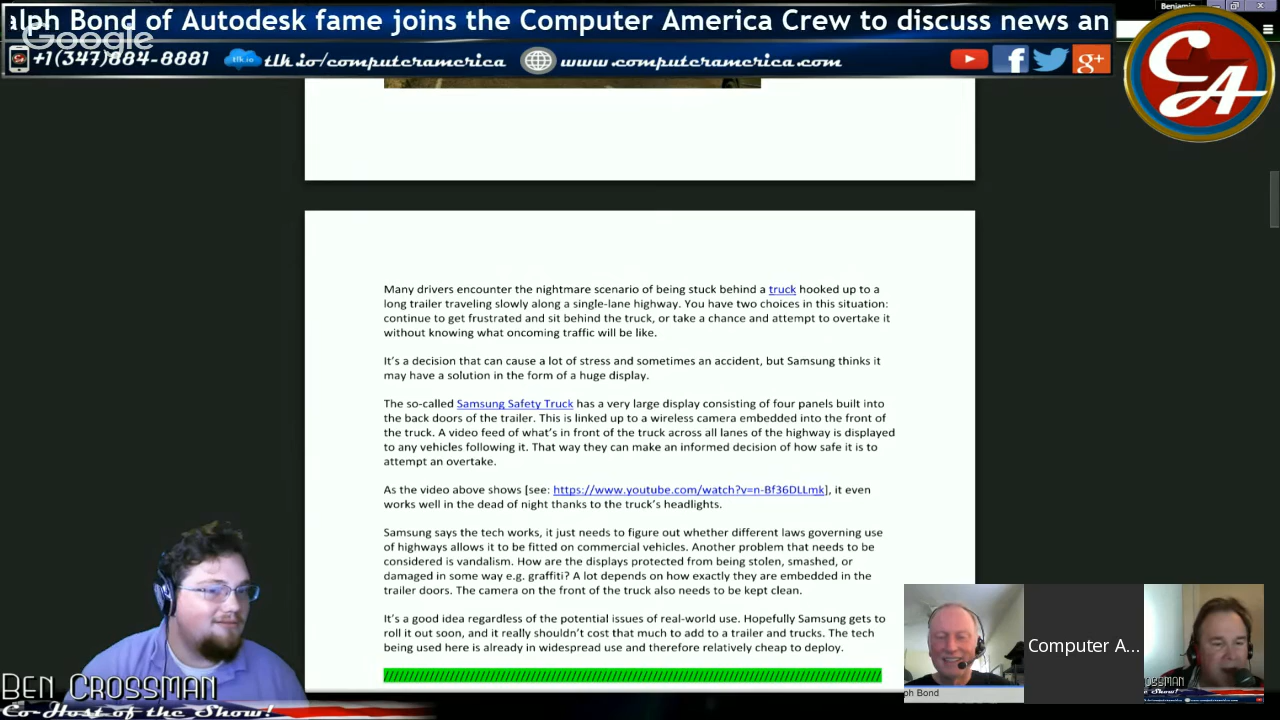 alph Bond of Autodesk fame joins the Computer America Crew to discuss news an
Benjamin
Google
+1(347)-884-8881 tlk.io/computeramerica www.computeramerica.com
CA
Many drivers encounter the nightmare scenario of being stuck behind a truck hooked up to a
long trailer traveling slowly along a single-lane highway. You have two choices in this situation:
continue to get frustrated and sit behind the truck, or take a chance and attempt to overtake it
without knowing what oncoming traffic will be like.
It's a decision that can cause a lot of stress and sometimes an accident, but Samsung thinks it
may have a solution in the form of a huge display.
The so-called Samsung Safety Truck has a very large display consisting of four panels built into
the back doors of the trailer. This is linked up to a wireless camera embedded into the front of
the truck. A video feed of what's in front of the truck across all lanes of the highway is displayed
to any vehicles following it. That way they can make an informed decision of how safe it is to
attempt an overtake.
As the video above shows [see: https://www.youtube.com/watch?v=n-Bf36DLLmk], it even
works well in the dead of night thanks to the truck's headlights.
Samsung says the tech works, it just needs to figure out whether different laws governing use
of highways allows it to be fitted on commercial vehicles. Another problem that needs to be
considered is vandalism. How are the displays protected from being stolen, smashed, or
damaged in some way e.g. graffiti? A lot depends on how exactly they are embedded in the
trailer doors. The camera on the front of the truck also needs to be kept clean.
It's a good idea regardless of the potential issues of real-world use. Hopefully Samsung gets to
roll it out soon, and it really shouldn't cost that much to add to a trailer and trucks. The tech
being used here is already in widespread use and therefore relatively cheap to deploy.
Ben Crossman
Co-Host of the Show!
ph Bond
Computer A...